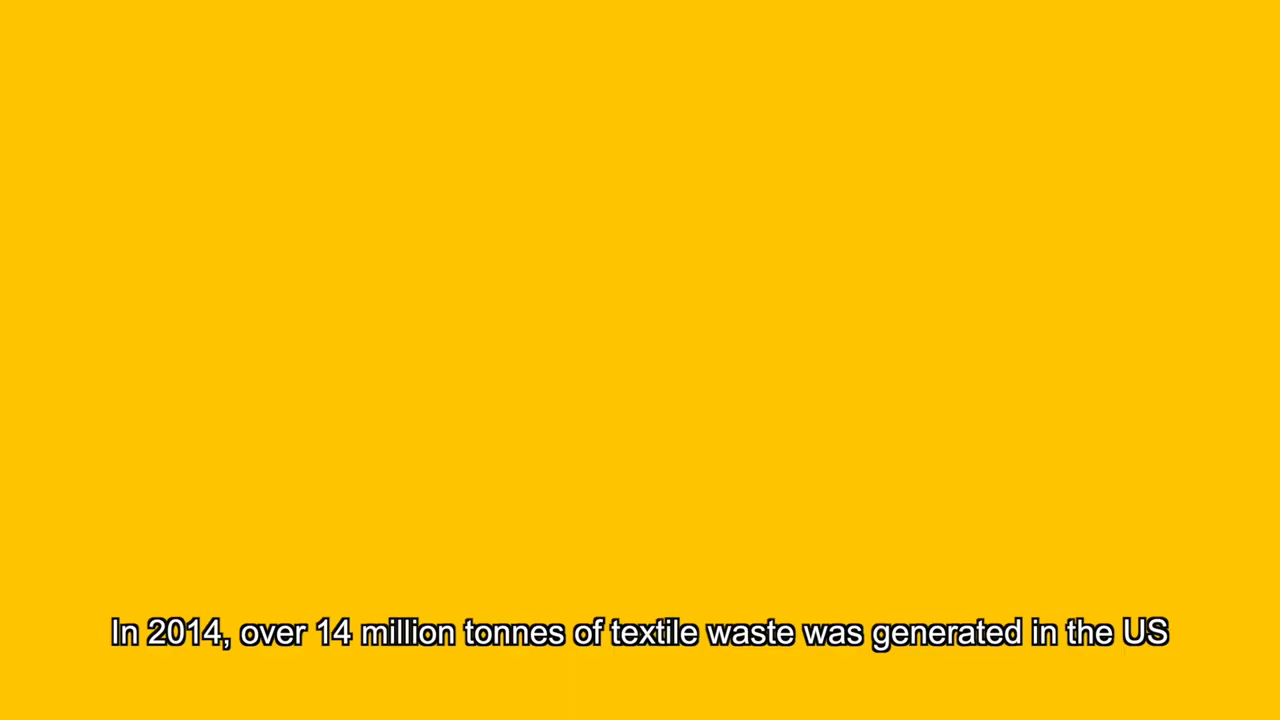 In 2014, over 14 million tonnes of textile waste was generated in the US